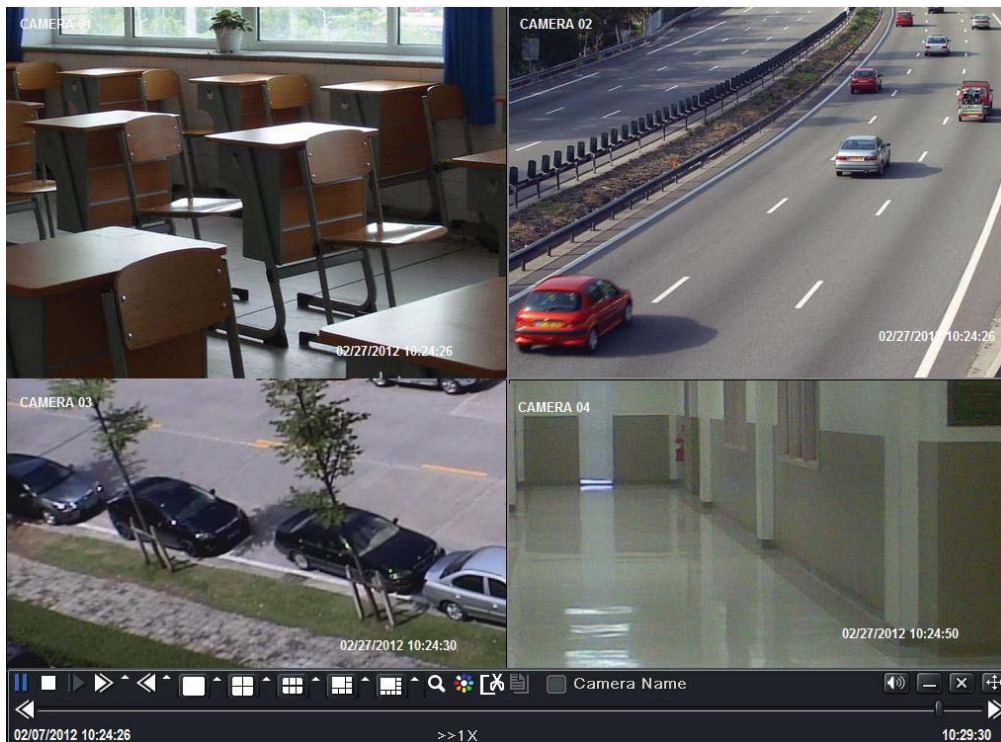 CAMERA 01
CAMERA 02
02/27/2012 10:24:26
02/27/2012 10:24:26
CAMERA 03
CAMERA 04
02/27/2012 10:24:30
02/27/2012 10:24:50
Camera Name
02/07/2012 10:24:26
>>1X
10:29:30